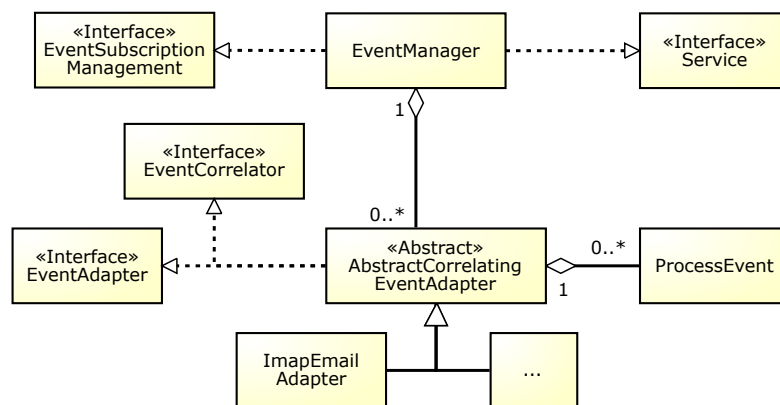 «Interface»
EventSubscription
Management
EventManager
«Interface»
Service
1
«Interface»
EventCorrelator
0..*
«Interface»
EventAdapter
«Abstract»
AbstractCorrelating
EventAdapter
0..*
1
ProcessEvent
ImapEmail
Adapter
...